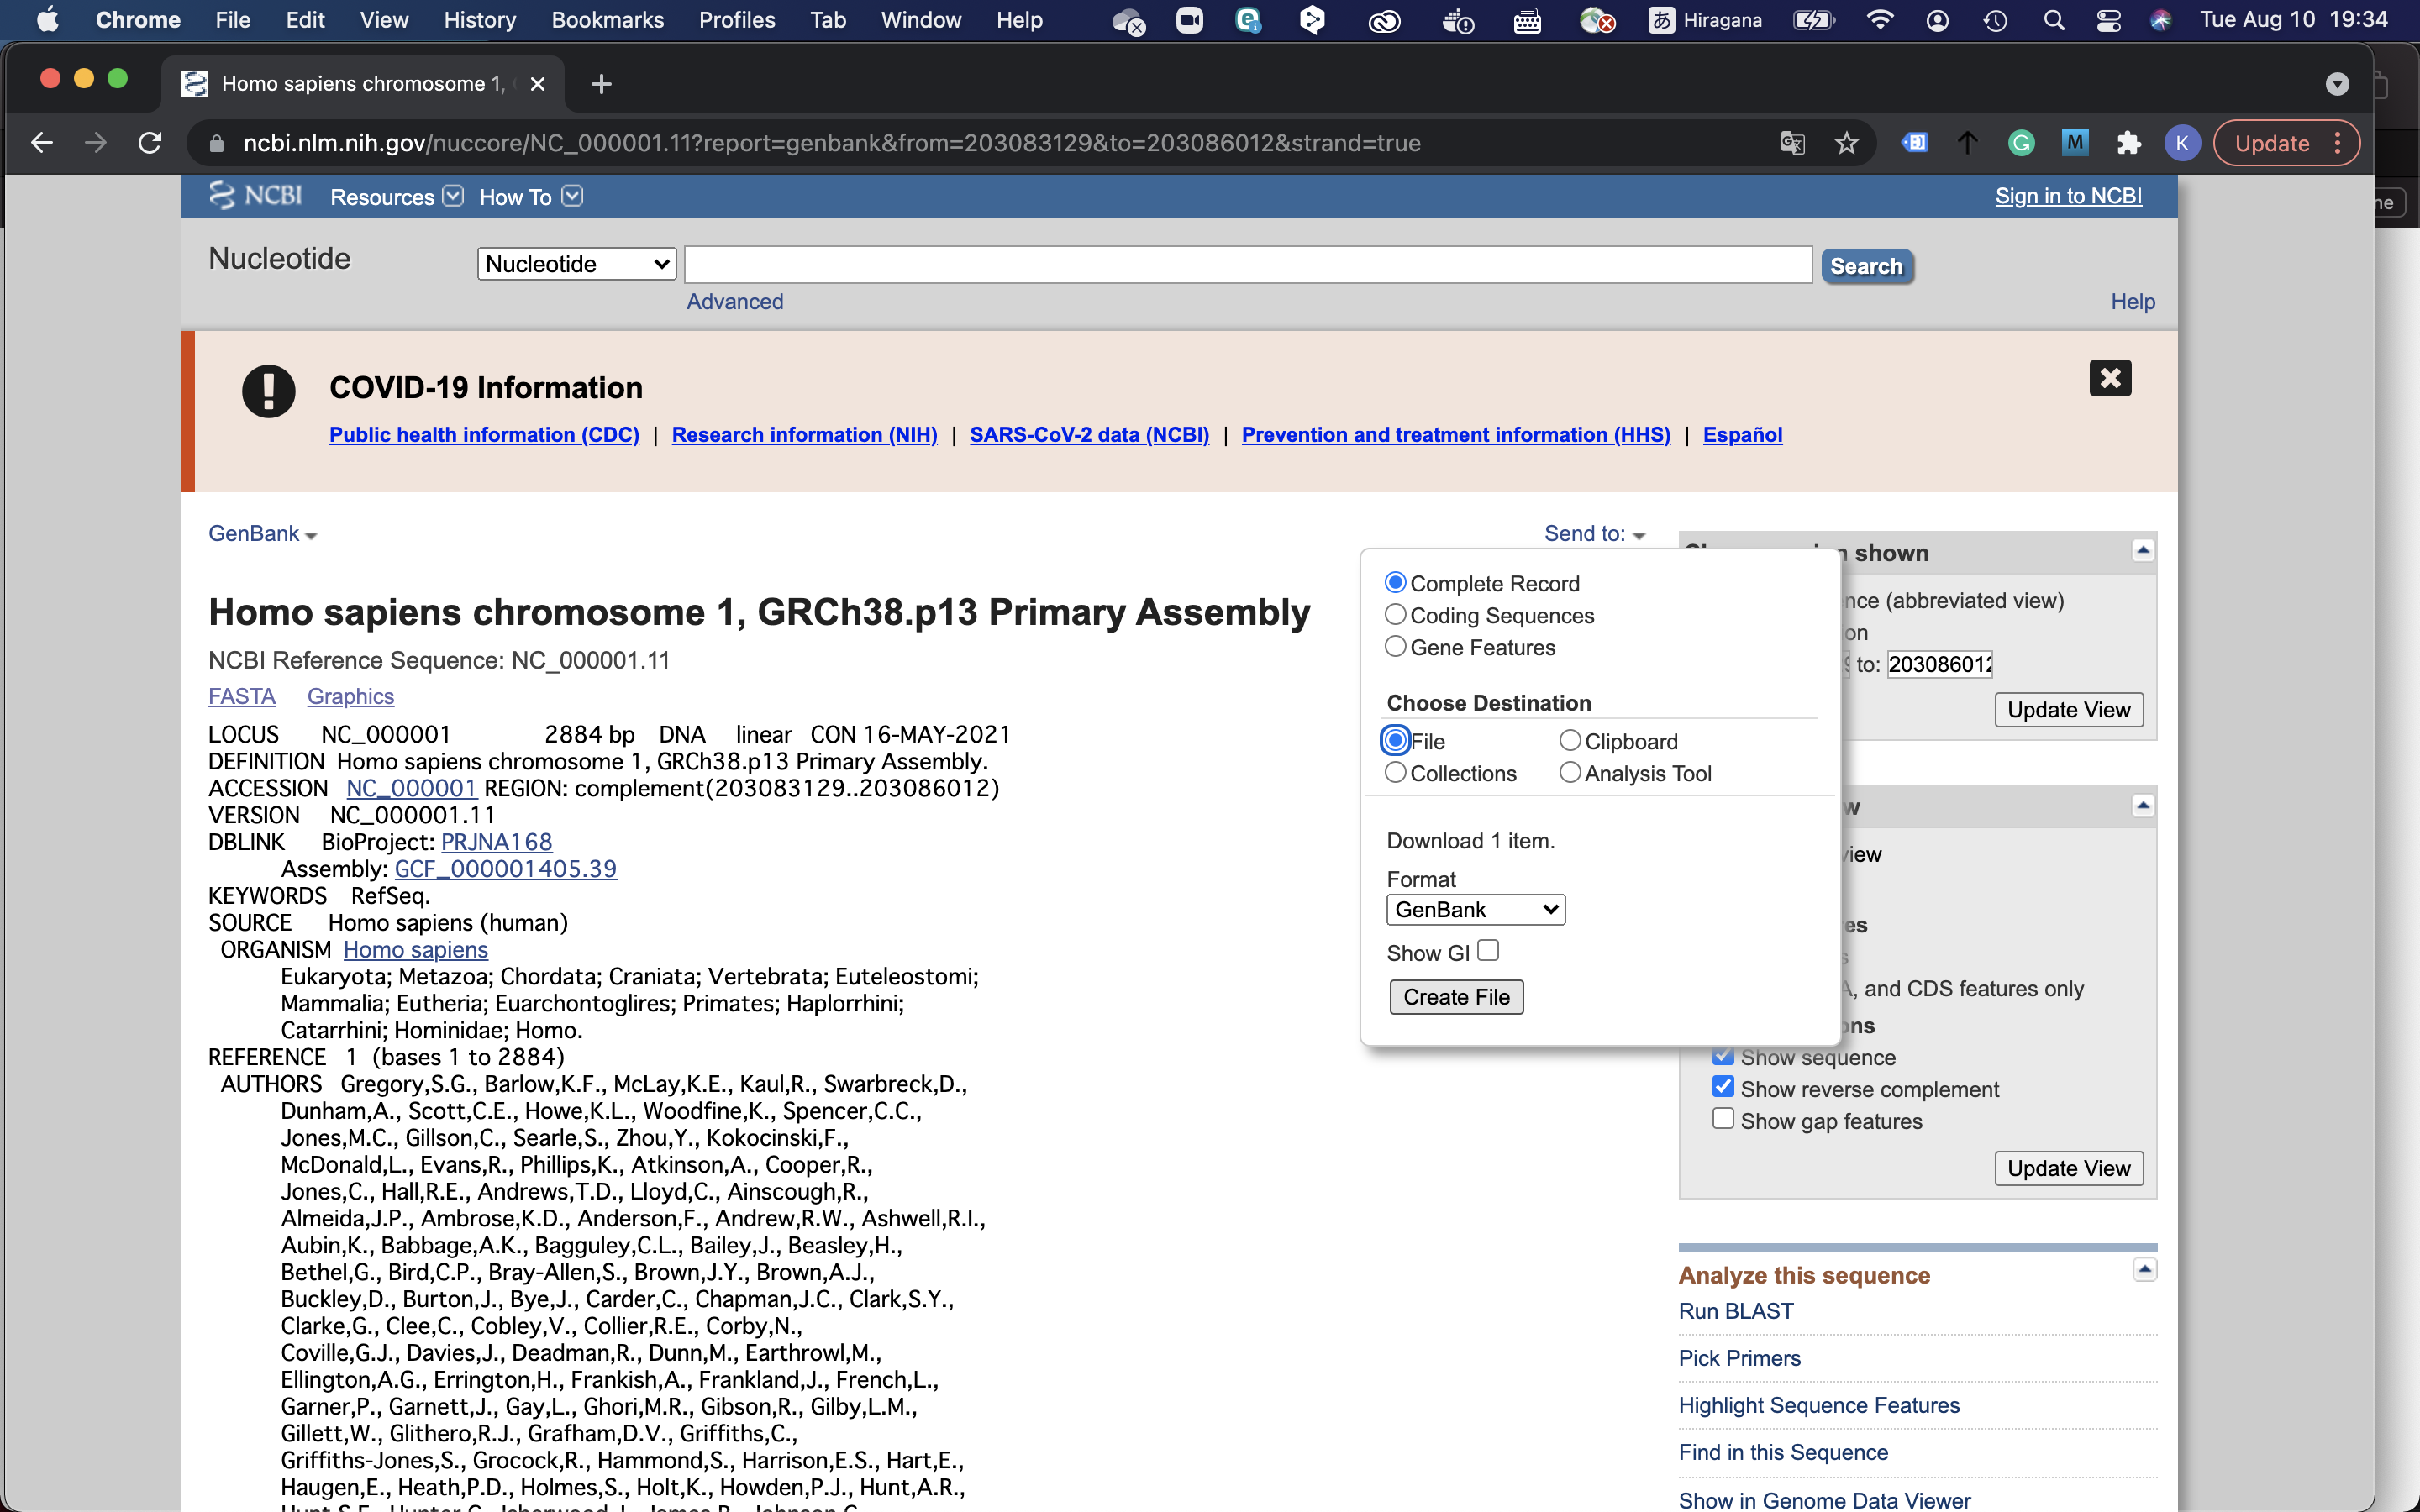 Chrome File Edit View History Bookmarks Profiles Tab Window Help あ Hiragana Tue Aug 10 19:34
Homo sapiens chromosome 1,
ncbi.nlm.nih.gov/nuccore/NC_000001.11?report=genbank&from=203083129&to=203086012&strand=true
K Update
NCBI Resources How To Sign in to NCBI
Nucleotide Nucleotide Search
Advanced Help
COVID-19 Information
Public health information (CDC) | Research information (NIH) | SARS-CoV-2 data (NCBI) | Prevention and treatment information (HHS) | Español
GenBank Send to:
shown
Complete Record
Coding Sequences
Gene Features
(abbreviated view)
to: 203086012
Update View
Homo sapiens chromosome 1, GRCh38.p13 Primary Assembly
NCBI Reference Sequence: NC_000001.11
FASTA Graphics
Choose Destination
File Clipboard
Collections Analysis Tool
Download 1 item.
Format
GenBank
Show GI
Create File
LOCUS NC_000001 2884 bp DNA linear CON 16-MAY-2021
DEFINITION Homo sapiens chromosome 1, GRCh38.p13 Primary Assembly.
ACCESSION NC_000001 REGION: complement(203083129..203086012)
VERSION NC_000001.11
DBLINK BioProject: PRJNA168
Assembly: GCF_000001405.39
KEYWORDS RefSeq.
SOURCE Homo sapiens (human)
ORGANISM Homo sapiens
Eukaryota; Metazoa; Chordata; Craniata; Vertebrata; Euteleostomi;
Mammalia; Eutheria; Euarchontoglires; Primates; Haplorrhini;
Catarrhini; Hominidae; Homo.
REFERENCE 1 (bases 1 to 2884)
AUTHORS Gregory,S.G., Barlow,K.F., McLay,K.E., Kaul,R., Swarbreck,D.,
Dunham,A., Scott,C.E., Howe,K.L., Woodfine,K., Spencer,C.C.,
Jones,M.C., Gillson,C., Searle,S., Zhou,Y., Kokocinski,F.,
McDonald,L., Evans,R., Phillips,K., Atkinson,A., Cooper,R.,
Jones,C., Hall,R.E., Andrews,T.D., Lloyd,C., Ainscough,R.,
Almeida,J.P., Ambrose,K.D., Anderson,F., Andrew,R.W., Ashwell,R.I.,
Aubin,K., Babbage,A.K., Bagguley,C.L., Bailey,J., Beasley,H.,
Bethel,G., Bird,C.P., Bray-Allen,S., Brown,J.Y., Brown,A.J.,
Buckley,D., Burton,J., Bye,J., Carder,C., Chapman,J.C., Clark,S.Y.,
Clarke,G., Clee,C., Cobley,V., Collier,R.E., Corby,N.,
Coville,G.J., Davies,J., Deadman,R., Dunn,M., Earthrowl,M.,
Ellington,A.G., Errington,H., Frankish,A., Frankland,J., French,L.,
Garner,P., Garnett,J., Gay,L., Ghori,M.R., Gibson,R., Gilby,L.M.,
Gillett,W., Glithero,R.J., Grafham,D.V., Griffiths,C.,
Griffiths-Jones,S., Grocock,R., Hammond,S., Harrison,E.S., Hart,E.,
Haugen,E., Heath,P.D., Holmes,S., Holt,K., Howden,P.J., Hunt,A.R.,
and CDS features only
Show sequence
Show reverse complement
Show gap features
Update View
Analyze this sequence
Run BLAST
Pick Primers
Highlight Sequence Features
Find in this Sequence
Show in Genome Data Viewer